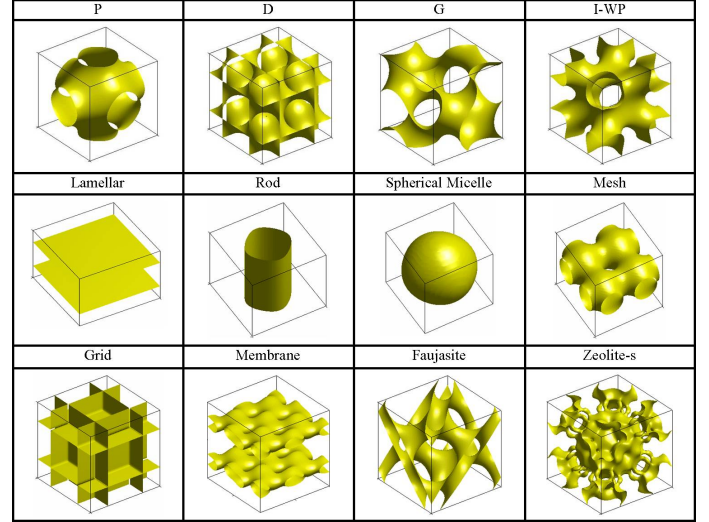 P D G I-WP
Lamellar Rod Spherical Micelle Mesh
Grid Membrane Faujasite Zeolite-s